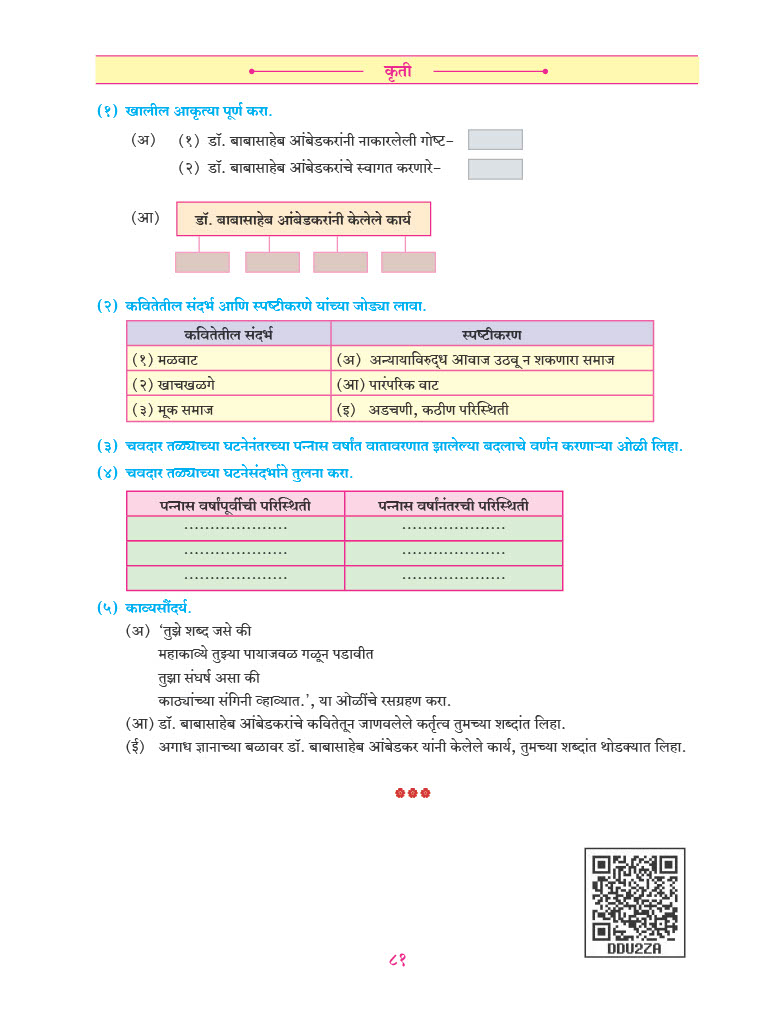 कृती
(१) खालील आकृत्या पूर्ण करा.
(अ) (१) डॉ. बाबासाहेब आंबेडकरांनी नाकारलेली गोष्ट–
(२) डॉ. बाबासाहेब आंबेडकरांचे स्वागत करणारे–
(आ) डॉ. बाबासाहेब आंबेडकरांनी केलेले कार्य
(२) कवितेतील संदर्भ आणि स्पष्टीकरणे यांच्या जोड्या लावा.
कवितेतील संदर्भ स्पष्टीकरण
(१) मळवाट (अ) अन्यायाविरुद्ध आवाज उठवू न शकणारा समाज
(२) खाचखळगे (आ) पारंपरिक वाट
(३) मूक समाज (इ) अडचणी, कठीण परिस्थिती
(३) चवदार तळ्याच्या घटनेनंतरच्या पन्नास वर्षांत वातावरणात झालेल्या बदलाचे वर्णन करणाऱ्या ओळी लिहा.
(४) चवदार तळ्याच्या घटनेसंदर्भाने तुलना करा.
पन्नास वर्षांपूर्वीची परिस्थिती पन्नास वर्षांनंतरची परिस्थिती
.................... ....................
.................... ....................
.................... ....................
(५) काव्यसौंदर्य.
(अ) ‘तुझे शब्द जसे की
महाकाव्ये तुझ्या पायाजवळ गळून पडावीत
तुझा संघर्ष असा की
काठ्यांच्या संगिनी व्हाव्यात.’, या ओळींचे रसग्रहण करा.
(आ) डॉ. बाबासाहेब आंबेडकरांचे कवितेतून जाणवलेले कर्तृत्व तुमच्या शब्दांत लिहा.
(ई) अगाध ज्ञानाच्या बळावर डॉ. बाबासाहेब आंबेडकर यांनी केलेले कार्य, तुमच्या शब्दांत थोडक्यात लिहा.
DDU2ZA
८१